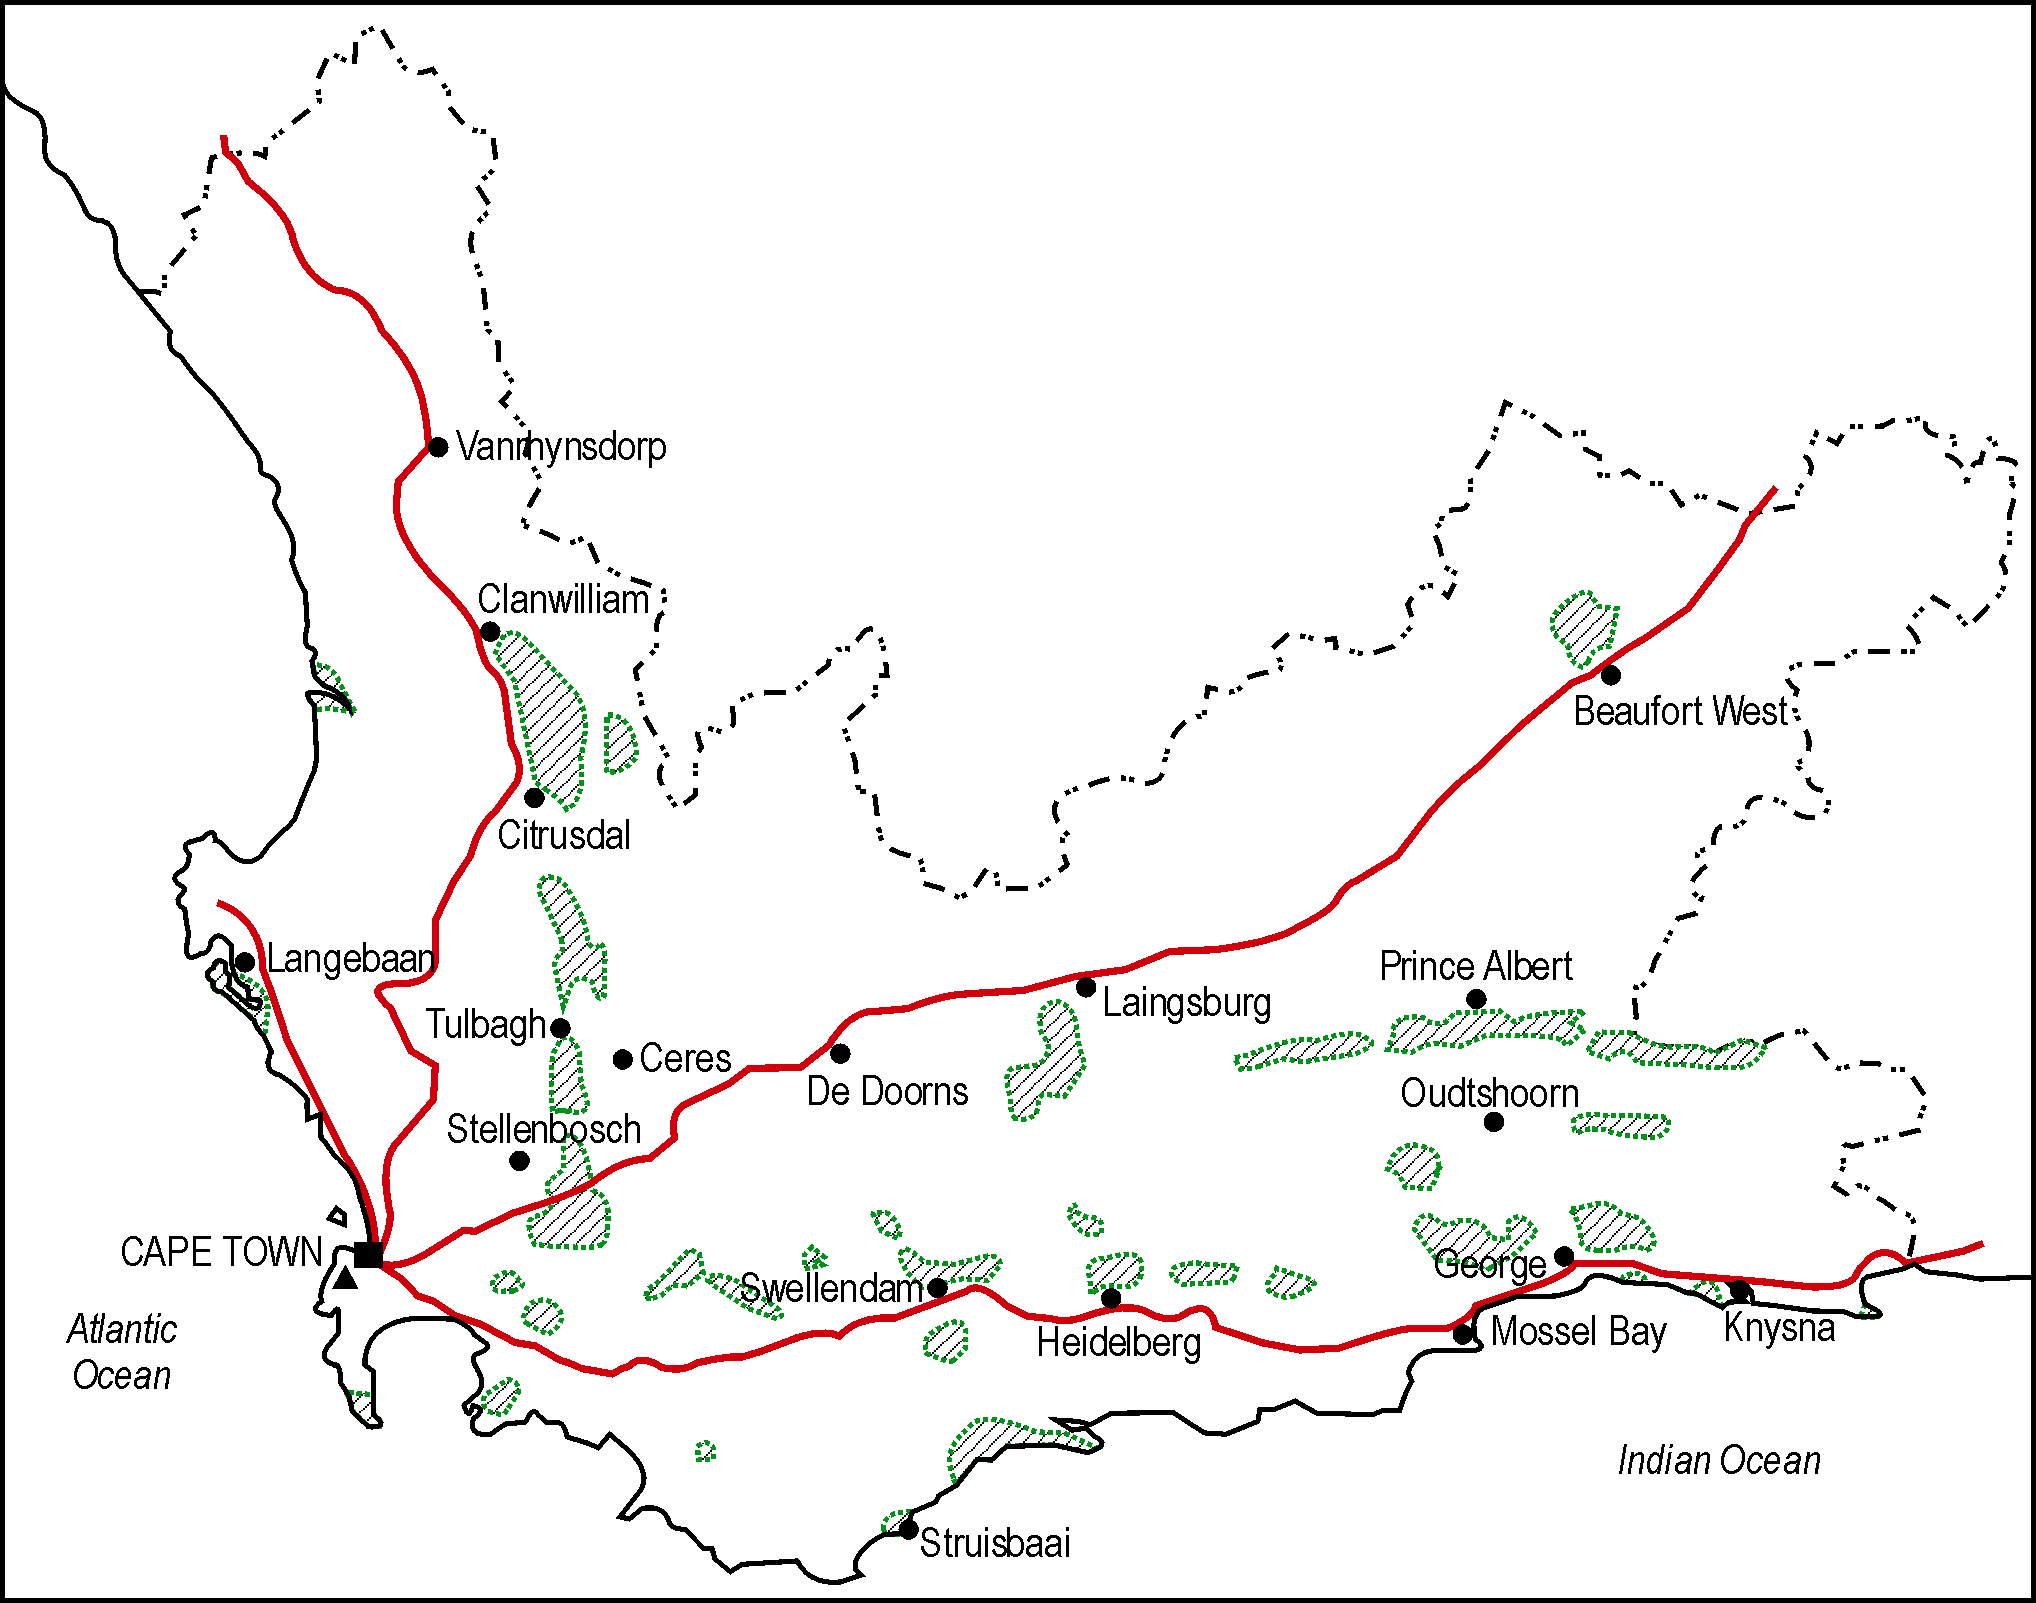 Vanrhynsdorp
Clanwilliam
Beaufort West
Citrusdal
Langebaan
Prince Albert
Laingsburg
Tulbagh
Ceres
De Doorns
Oudtshoorn
Stellenbosch
CAPE TOWN
George
Swellendam
Atlantic
Ocean
Heidelberg
Mossel Bay
Knysna
Indian Ocean
Struisbaai